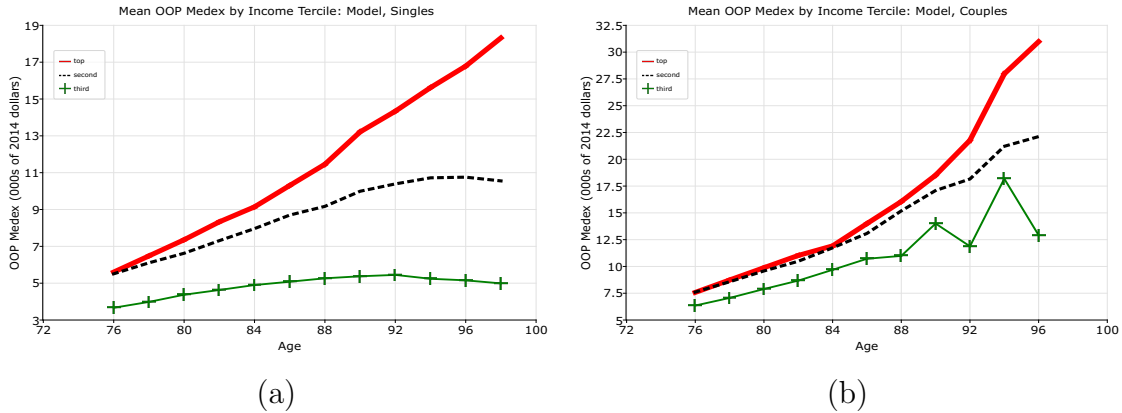 Mean OOP Medex by Income Tercile: Model, Singles
OOP Medex (000s of 2014 dollars)
19
17
15
13
11
9
7
5
3
top
second
third
72 76 80 84 88 92 96 100
Age
(a)
Mean OOP Medex by Income Tercile: Model, Couples
OOP Medex (000s of 2014 dollars)
32.5
30
27.5
25
22.5
20
17.5
15
12.5
10
7.5
5
top
second
third
72 76 80 84 88 92 96 100
Age
(b)